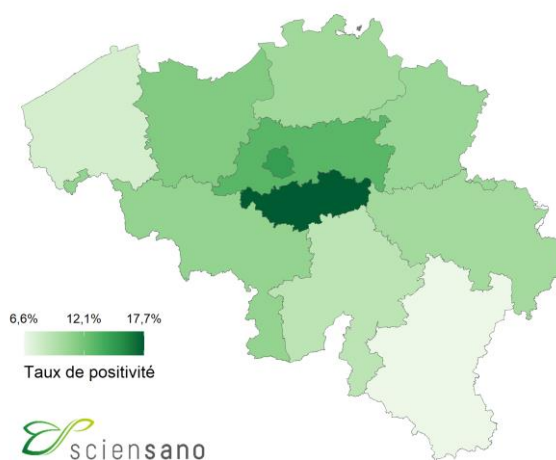 6,6% 12,1% 17,7%
Taux de positivité
sciensano